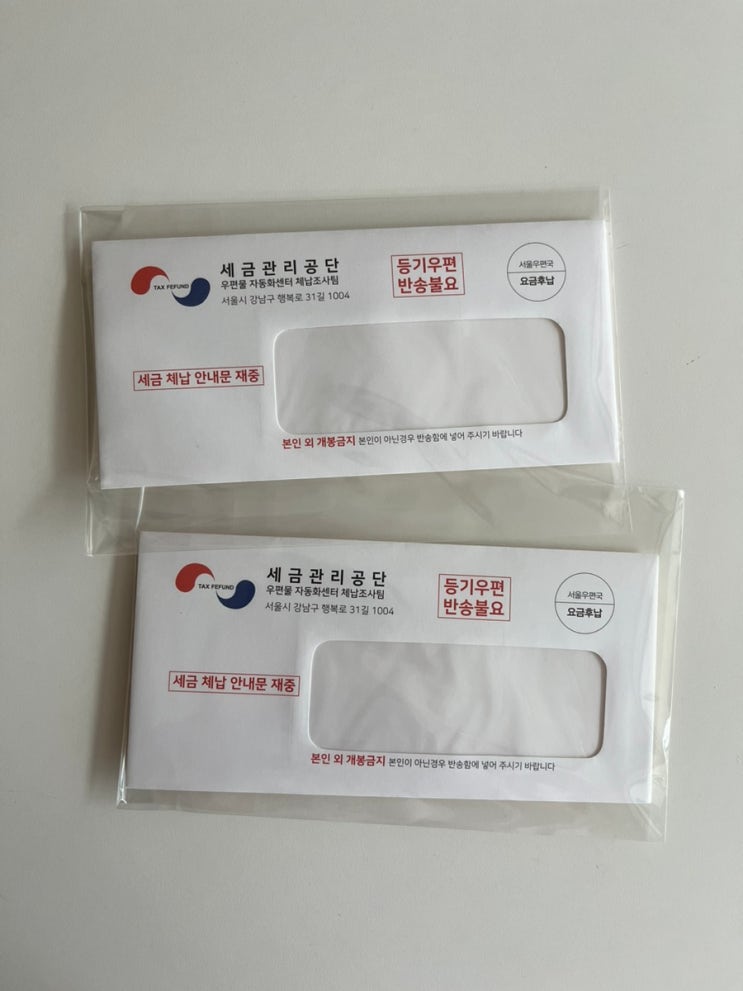 TAX FEFUND
세금관리공단
우편물 자동화센터 체납조사팀
서울시 강남구 행복로 31길 1004
등기우편
반송불요
서울우편국
요금후납
세금 체납 안내문 재중
본인 외 개봉금지 본인이 아닌경우 반송함에 넣어 주시기 바랍니다
TAX FEFUND
세금관리공단
우편물 자동화센터 체납조사팀
서울시 강남구 행복로 31길 1004
등기우편
반송불요
서울우편국
요금후납
세금 체납 안내문 재중
본인 외 개봉금지 본인이 아닌경우 반송함에 넣어 주시기 바랍니다